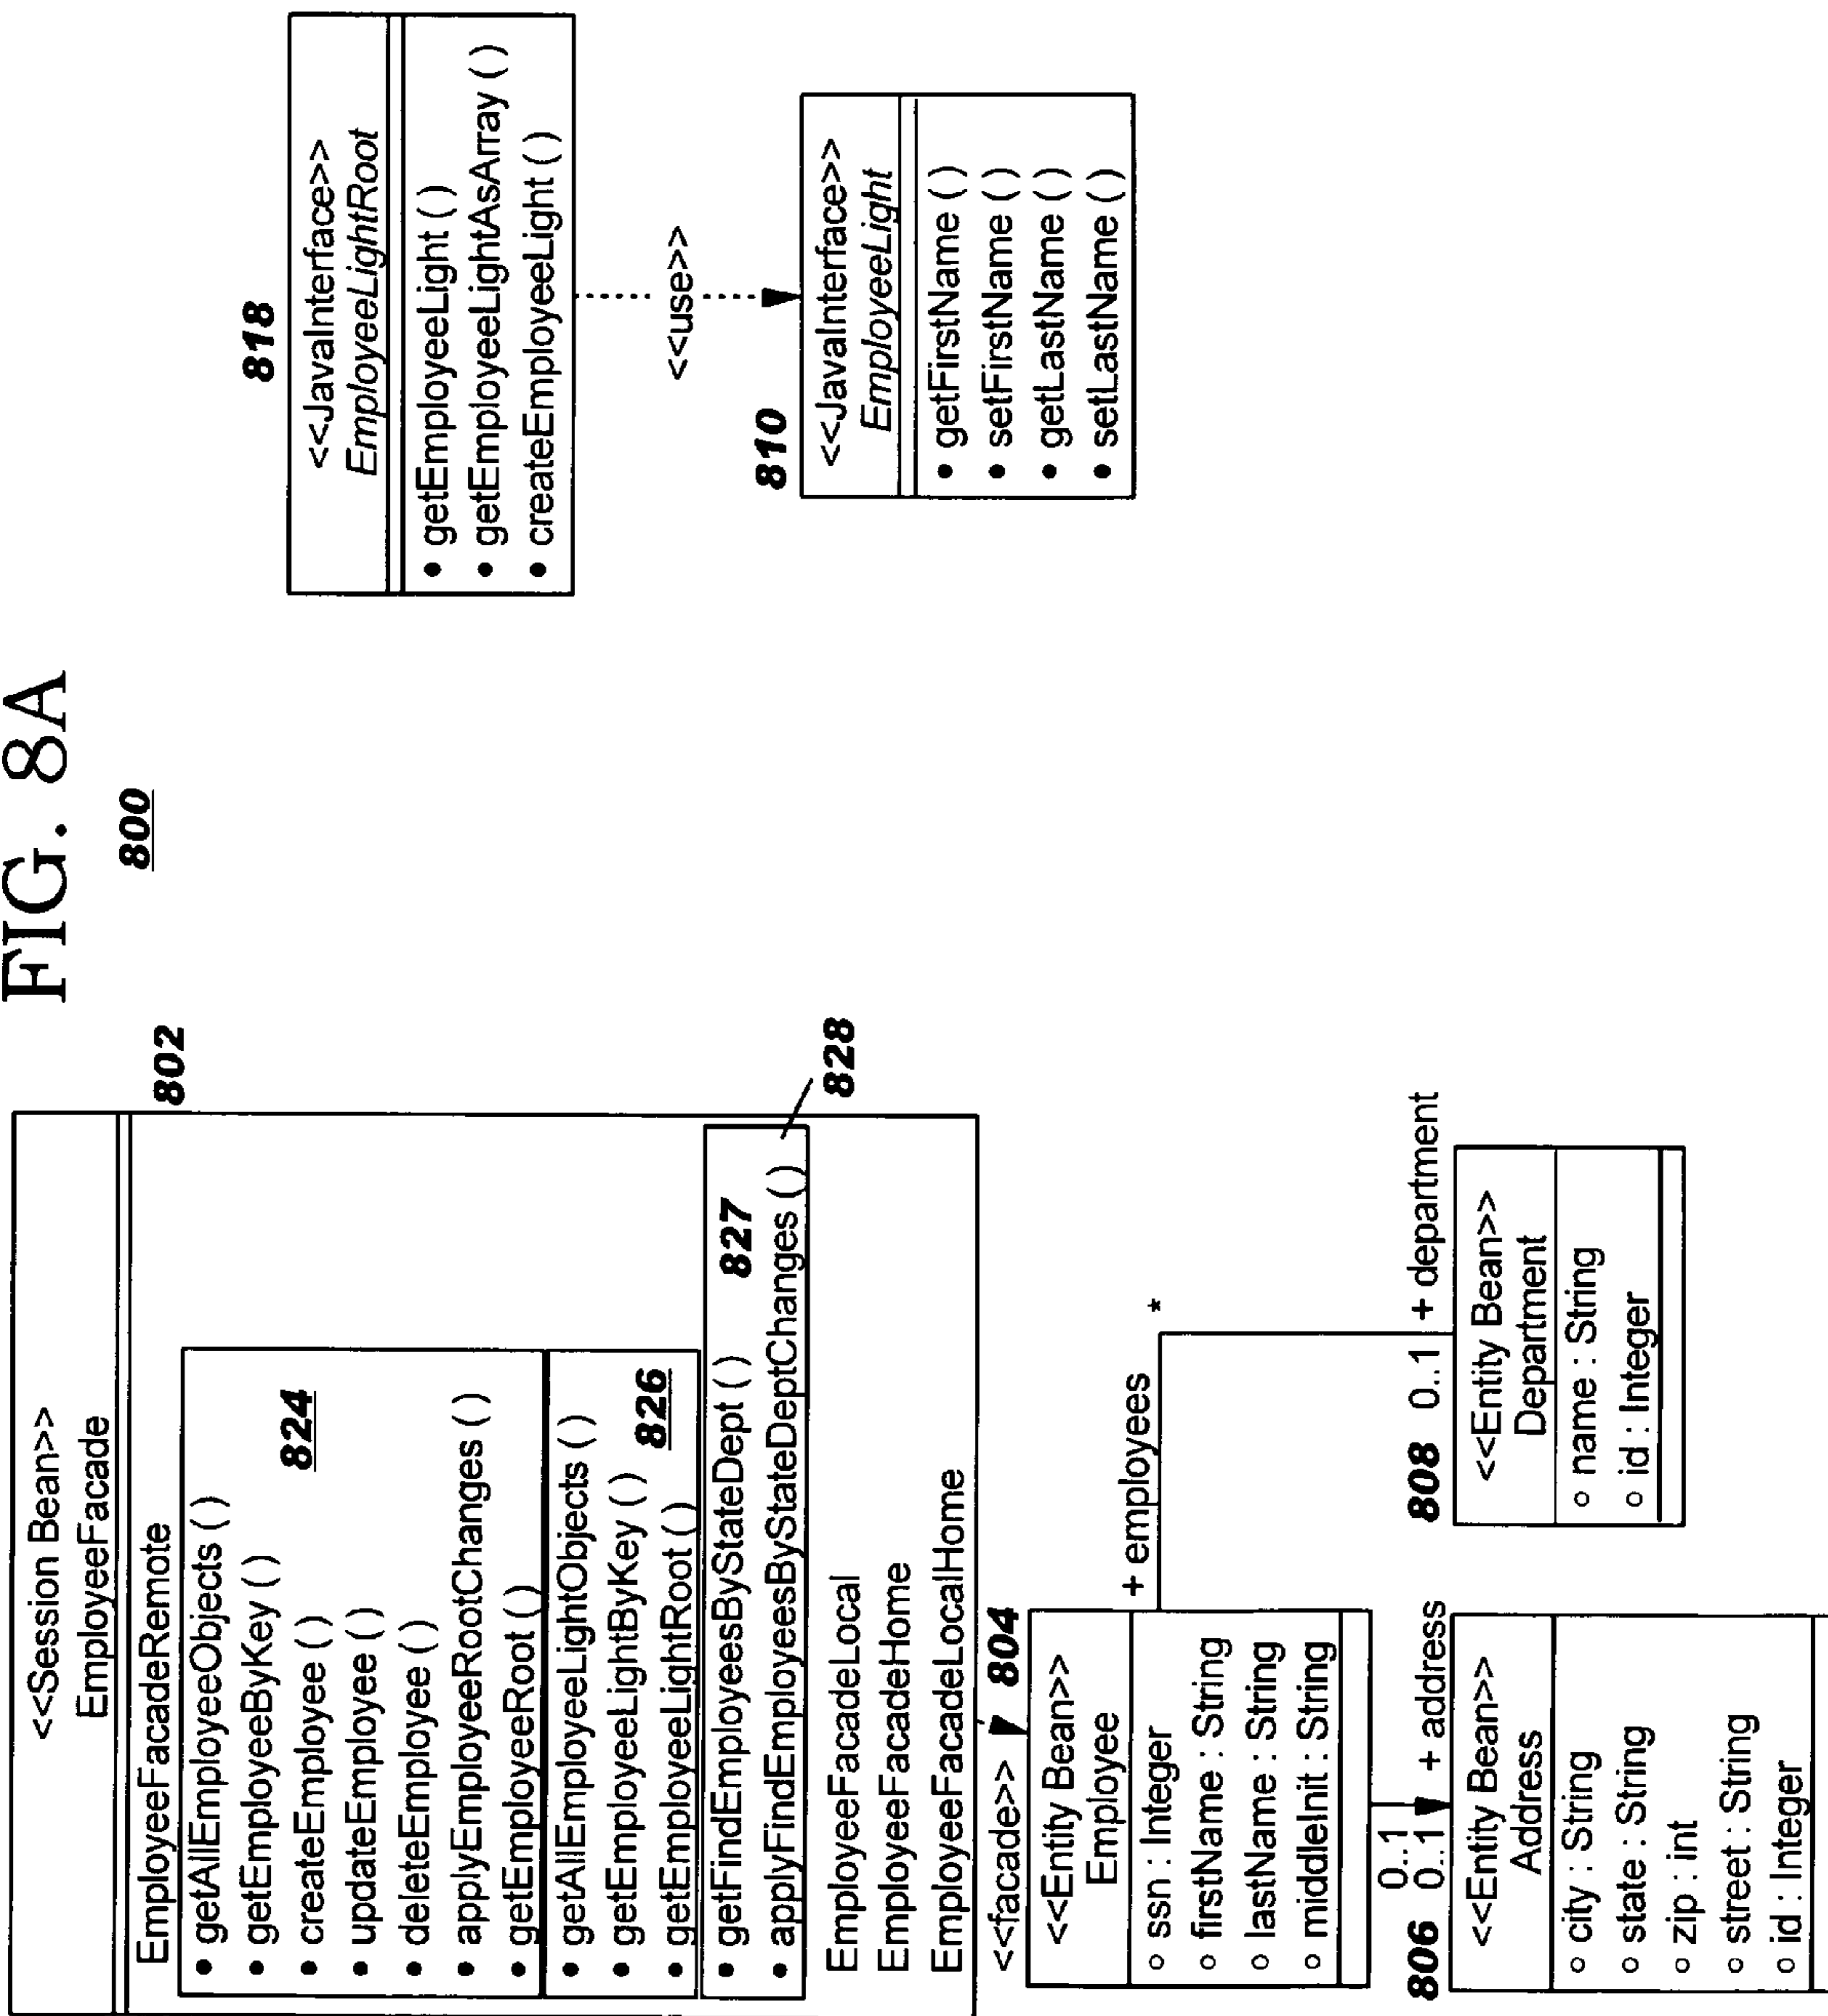 FIG. 8A
800
<<Session Bean>>
EmployeeFacade
802
EmployeeFacadeRemote
• getAllEmployeeObjects ( )
• getEmployeeByKey ( )
824
• createEmployee ( )
• updateEmployee ( )
• deleteEmployee ( )
• applyEmployeeRootChanges ( )
• getEmployeeRoot ( )
• getAllEmployeeLightObjects ( )
• getEmployeeLightByKey ( )
826
• getEmployeeLightRoot ( )
• getFindEmployeesByStateDept ( )
827
• applyFindEmployeesByStateDeptChanges ( )
828
EmployeeFacadeLocal
EmployeeFacadeHome
EmployeeFacadeLocalHome
<<facade>>
804
<<Entity Bean>>
Employee
○ ssn : Integer
○ firstName : String
○ lastName : String
○ middleInit : String
+ employees
*
0..1
806 0..1 + address
<<Entity Bean>>
Address
○ city : String
○ state : String
○ zip : int
○ street : String
○ id : Integer
808 0..1 + department
<<Entity Bean>>
Department
○ name : String
○ id : Integer
818
<<JavaInterface>>
EmployeeLightRoot
• getEmployeeLight ( )
• getEmployeeLightAsArray ( )
• createEmployeeLight ( )
<<use>>
810
<<JavaInterface>>
EmployeeLight
• getFirstName ( )
• setFirstName ( )
• getLastName ( )
• setLastName ( )